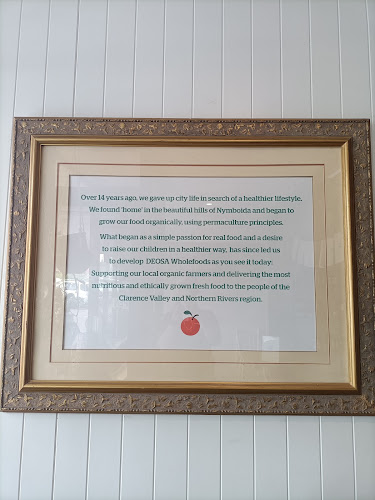 Over 14 years ago, we gave up city life in search of a healthier lifestyle.
We found 'home' in the beautiful hills of Nymboida and began to
grow our food organically, using permaculture principles.
What began as a simple passion for real food and a desire
to raise our children in a healthier way, has since led us
to develop DEOSA Wholefoods as you see it today:
Supporting our local organic farmers and delivering the most
nutritious and ethically grown fresh food to the people of the
Clarence Valley and Northern Rivers region.